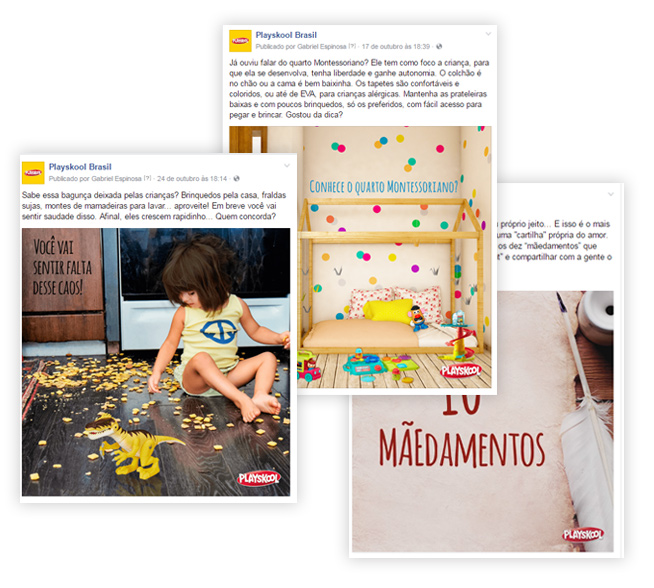 PLAYSKOOL
Playskool Brasil
Publicado por Gabriel Espinosa [?] · 17 de outubro às 18:39 ·
Já ouviu falar do quarto Montessoriano? Ele tem como foco a criança, para
que ela se desenvolva, tenha liberdade e ganhe autonomia. O colchão é
no chão ou a cama é bem baixinha. Os tapetes são confortáveis e
coloridos, ou até de EVA, para crianças alérgicas. Mantenha as prateleiras
baixas e com poucos brinquedos, só os preferidos, com fácil acesso para
pegar e brincar. Gostou da dica?
CONHECE O QUARTO MONTESSORIANO?
PLAYSKOOL
PLAYSKOOL
Playskool Brasil
Publicado por Gabriel Espinosa [?] · 24 de outubro às 18:14 ·
Sabe essa bagunça deixada pelas crianças? Brinquedos pela casa, fraldas
sujas, montes de mamadeiras para lavar... aproveite! Em breve você vai
sentir saudade disso. Afinal, eles crescem rapidinho... Quem concorda?
VOCÊ VAI
SENTIR FALTA
DESSE CAOS!
PLAYSKOOL
próprio jeito... E isso é o mais
uma "cartilha" própria do amor.
os dez "mãedamentos" que
" e compartilhar com a gente o
10
MÃEDAMENTOS
PLAYSKOOL